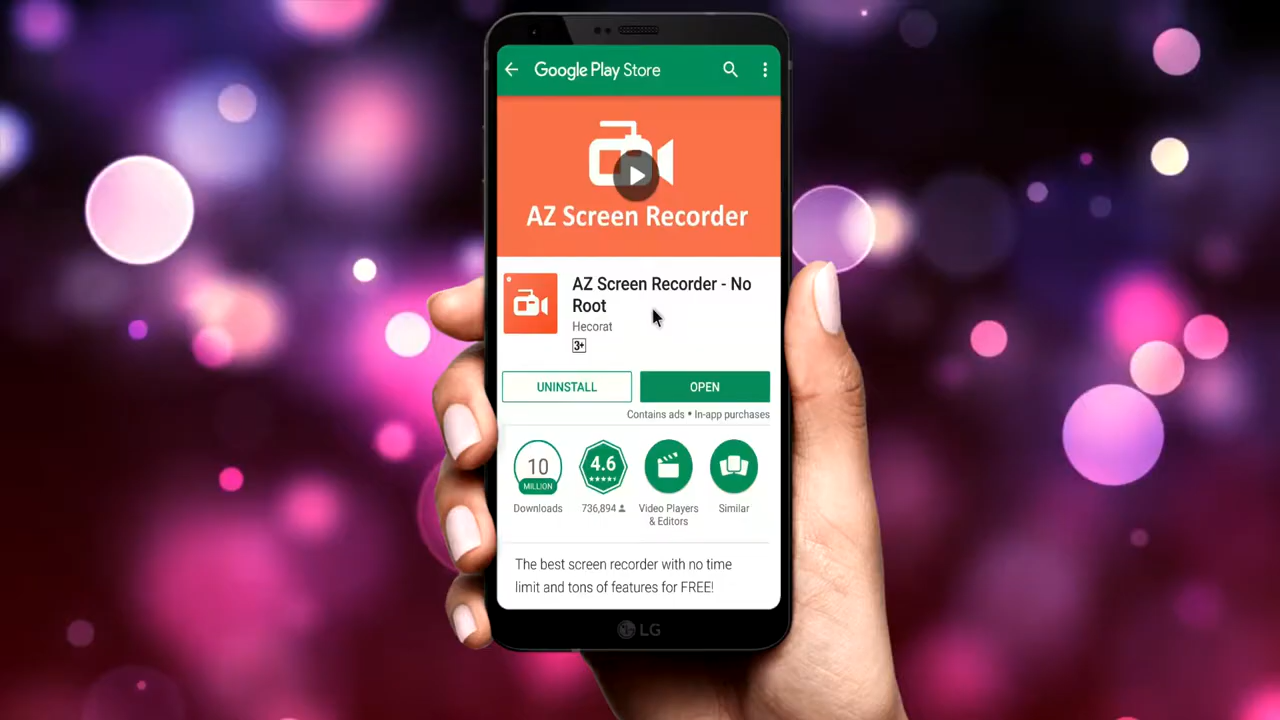 Google Play Store
AZ Screen Recorder
AZ Screen Recorder - No
Root
Hecorat
3+
UNINSTALL
OPEN
Contains ads • In-app purchases
10
MILLION
Downloads
4.6
736,894
Video Players
& Editors
Similar
The best screen recorder with no time
limit and tons of features for FREE!
LG